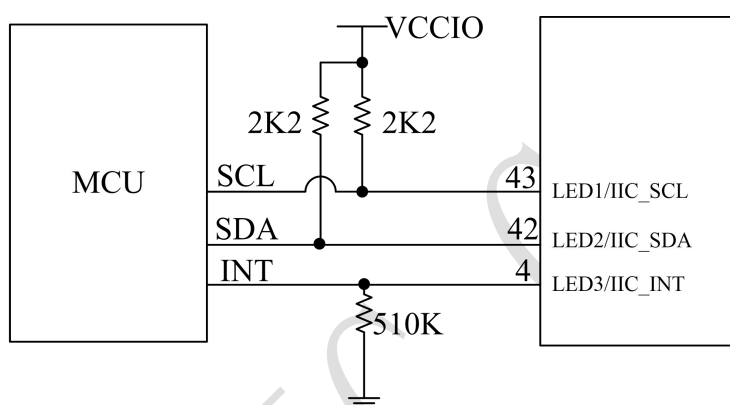 VCCIO
2K2 2K2
MCU
SCL 43 LED1/IIC_SCL
SDA 42 LED2/IIC_SDA
INT 4 LED3/IIC_INT
510K